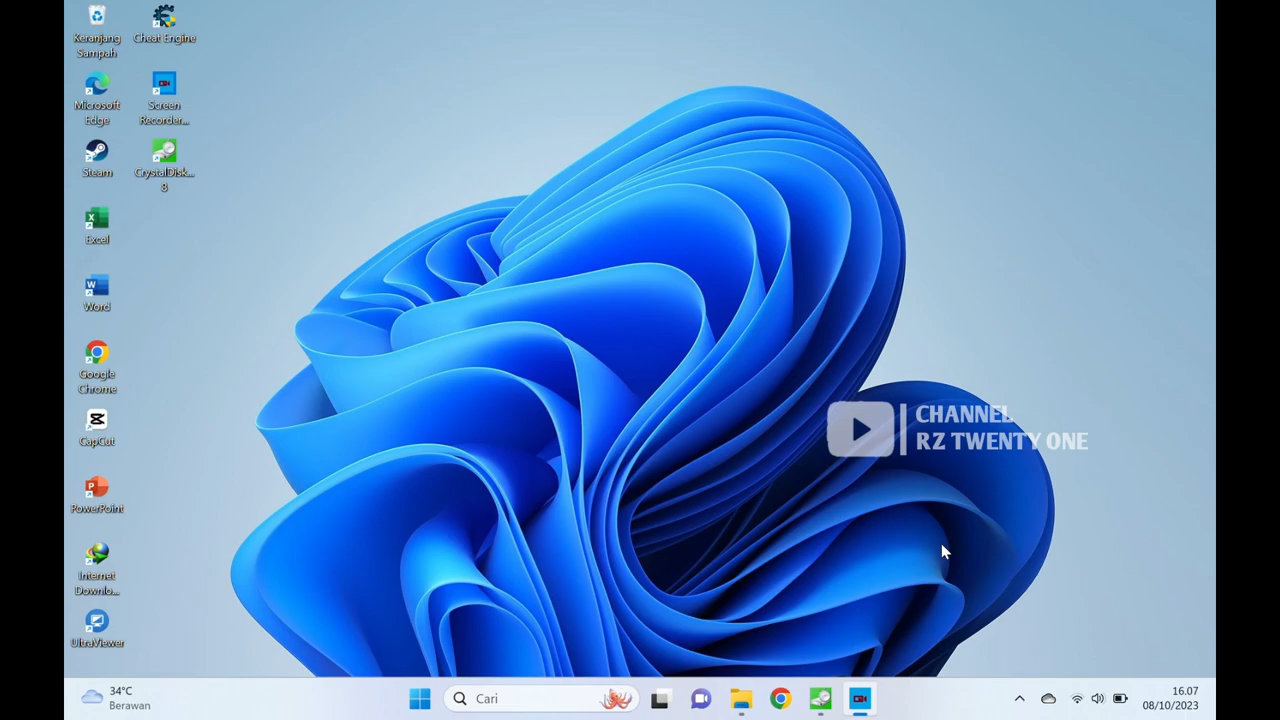 Keranjang
Sampah
Cheat Engine
Microsoft
Edge
Screen
Recorder...
Steam
CrystalDisk...
8
Excel
Word
Google
Chrome
CapCut
PowerPoint
Internet
Downlo...
UltraViewer
CHANNEL
RZ TWENTY ONE
34°C
Berawan
Cari
16.07
08/10/2023